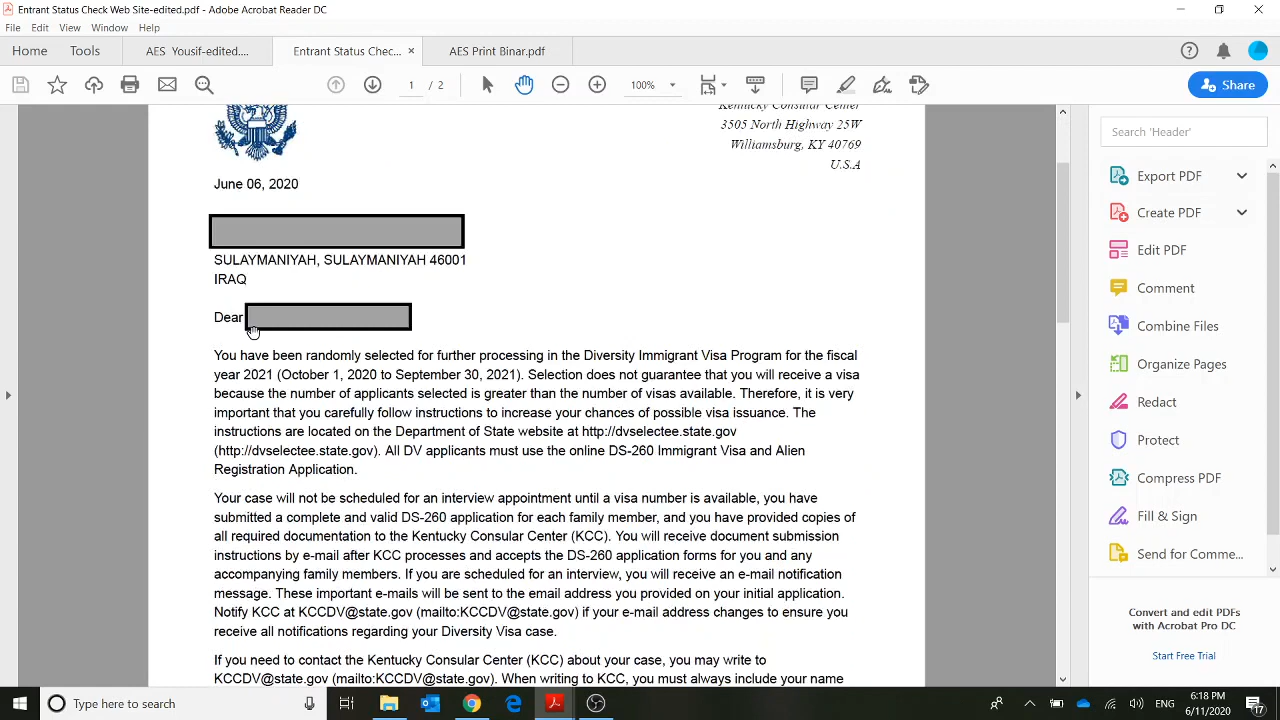 Entrant Status Check Web Site-edited.pdf - Adobe Acrobat Reader DC
File Edit View Window Help
Home Tools AES Yousif-edited.... Entrant Status Chec... × AES Print Binar.pdf
1 / 2 100% Share
Kentucky Consular Center
3505 North Highway 25W
Williamsburg, KY 40769
U.S.A
June 06, 2020
SULAYMANIYAH, SULAYMANIYAH 46001
IRAQ
Dear
You have been randomly selected for further processing in the Diversity Immigrant Visa Program for the fiscal
year 2021 (October 1, 2020 to September 30, 2021). Selection does not guarantee that you will receive a visa
because the number of applicants selected is greater than the number of visas available. Therefore, it is very
important that you carefully follow instructions to increase your chances of possible visa issuance. The
instructions are located on the Department of State website at http://dvselectee.state.gov
(http://dvselectee.state.gov). All DV applicants must use the online DS-260 Immigrant Visa and Alien
Registration Application.
Your case will not be scheduled for an interview appointment until a visa number is available, you have
submitted a complete and valid DS-260 application for each family member, and you have provided copies of
all required documentation to the Kentucky Consular Center (KCC). You will receive document submission
instructions by e-mail after KCC processes and accepts the DS-260 application forms for you and any
accompanying family members. If you are scheduled for an interview, you will receive an e-mail notification
message. These important e-mails will be sent to the email address you provided on your initial application.
Notify KCC at KCCDV@state.gov (mailto:KCCDV@state.gov) if your e-mail address changes to ensure you
receive all notifications regarding your Diversity Visa case.
If you need to contact the Kentucky Consular Center (KCC) about your case, you may write to
KCCDV@state.gov (mailto:KCCDV@state.gov). When writing to KCC, you must always include your name
Search 'Header'
Export PDF
Create PDF
Edit PDF
Comment
Combine Files
Organize Pages
Redact
Protect
Compress PDF
Fill & Sign
Send for Comme...
Convert and edit PDFs
with Acrobat Pro DC
Start Free Trial
Type here to search
6:18 PM
6/11/2020
17